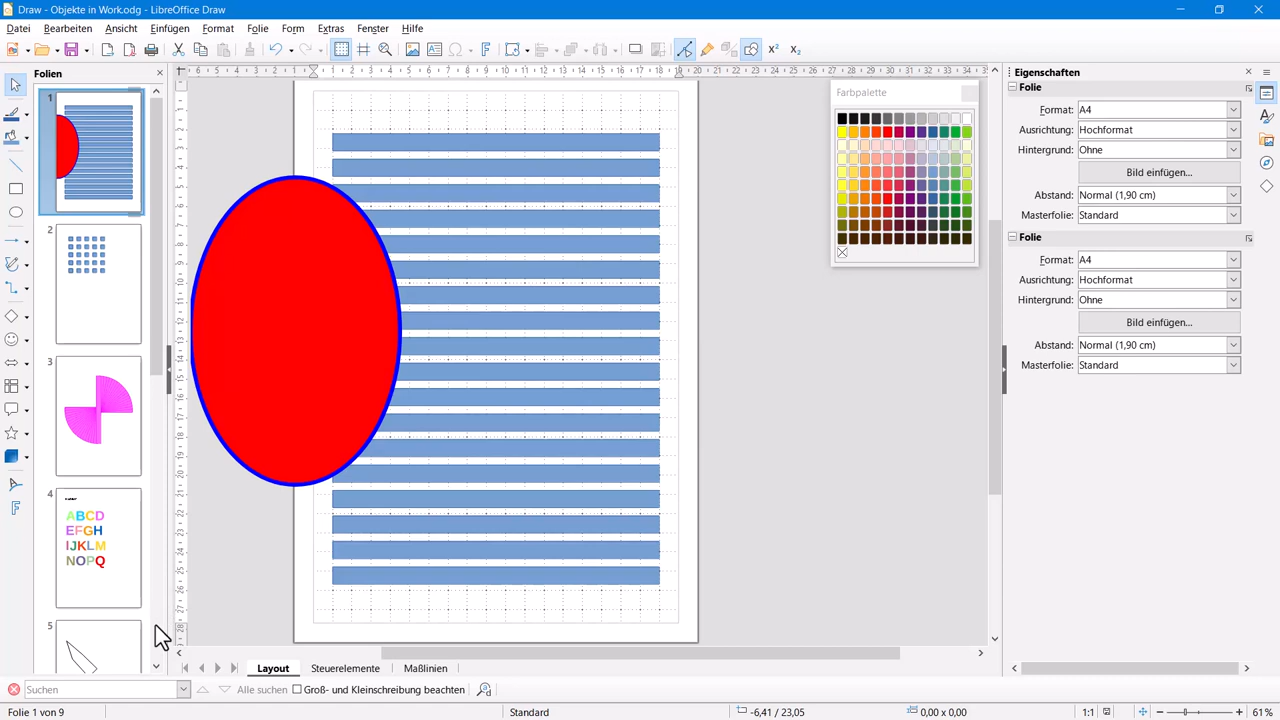 Draw - Objekte in Work.odg - LibreOffice Draw
Datei Bearbeiten Ansicht Einfügen Format Folie Form Extras Fenster Hilfe
Folien
Farbpalette
Eigenschaften
Folie
Format: A4
Ausrichtung: Hochformat
Hintergrund: Ohne
Bild einfügen...
Abstand: Normal (1,90 cm)
Masterfolie: Standard
Folie
Format: A4
Ausrichtung: Hochformat
Hintergrund: Ohne
Bild einfügen...
Abstand: Normal (1,90 cm)
Masterfolie: Standard
1
2
3
4
ABCD
EFGH
IJKLM
NOPQ
5
Layout Steuerelemente Maßlinien
Suchen Alle suchen Groß- und Kleinschreibung beachten
Folie 1 von 9 Standard -6,41 / 23,05 0,00 x 0,00 1:1 61%